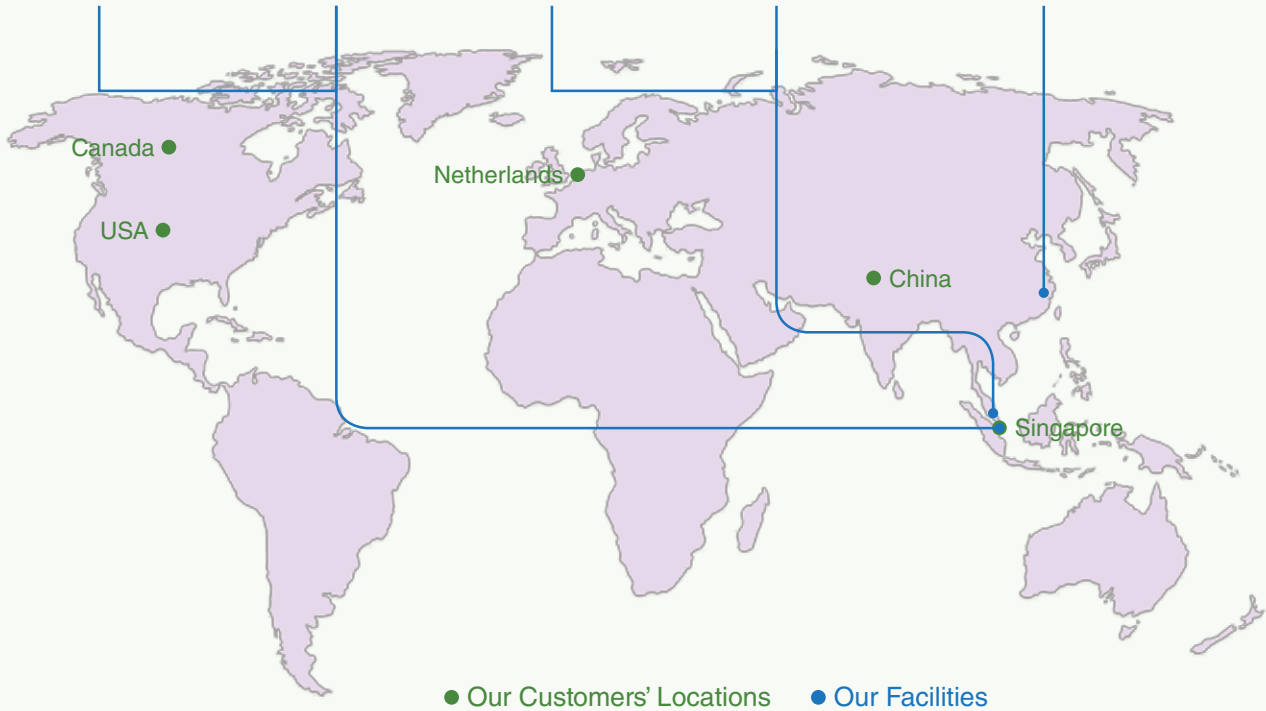 Canada
Netherlands
USA
China
Singapore
Our Customers’ Locations
Our Facilities